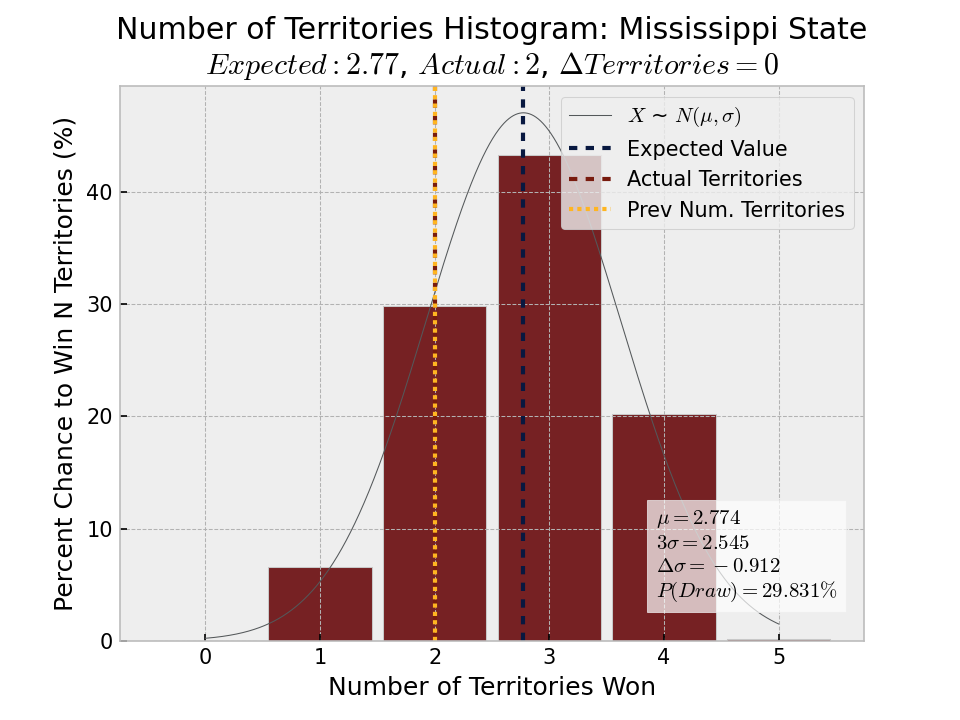 Number of Territories Histogram: Mississippi State
Expected : 2.77, Actual : 2, ΔTerritories = 0
Percent Chance to Win N Territories (%)
X ~ N(μ, σ)
Expected Value
Actual Territories
Prev Num. Territories
40
30
20
10
0
μ = 2.774
3σ = 2.545
Δσ = − 0.912
P(Draw) = 29.831%
0 1 2 3 4 5
Number of Territories Won